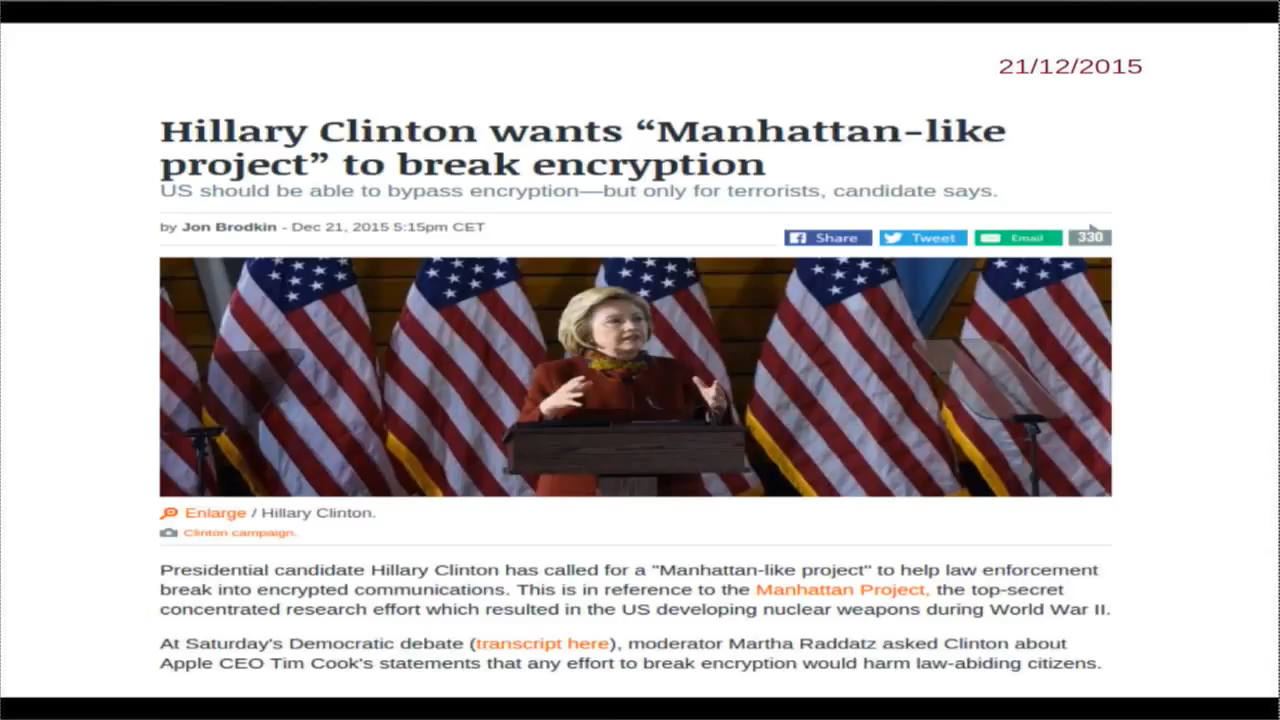 21/12/2015
Hillary Clinton wants “Manhattan-like
project” to break encryption
US should be able to bypass encryption—but only for terrorists, candidate says.
by Jon Brodkin - Dec 21, 2015 5:15pm CET
Share Tweet Email 330
Enlarge / Hillary Clinton.
Clinton campaign.
Presidential candidate Hillary Clinton has called for a "Manhattan-like project" to help law enforcement
break into encrypted communications. This is in reference to the Manhattan Project, the top-secret
concentrated research effort which resulted in the US developing nuclear weapons during World War II.
At Saturday's Democratic debate (transcript here), moderator Martha Raddatz asked Clinton about
Apple CEO Tim Cook's statements that any effort to break encryption would harm law-abiding citizens.